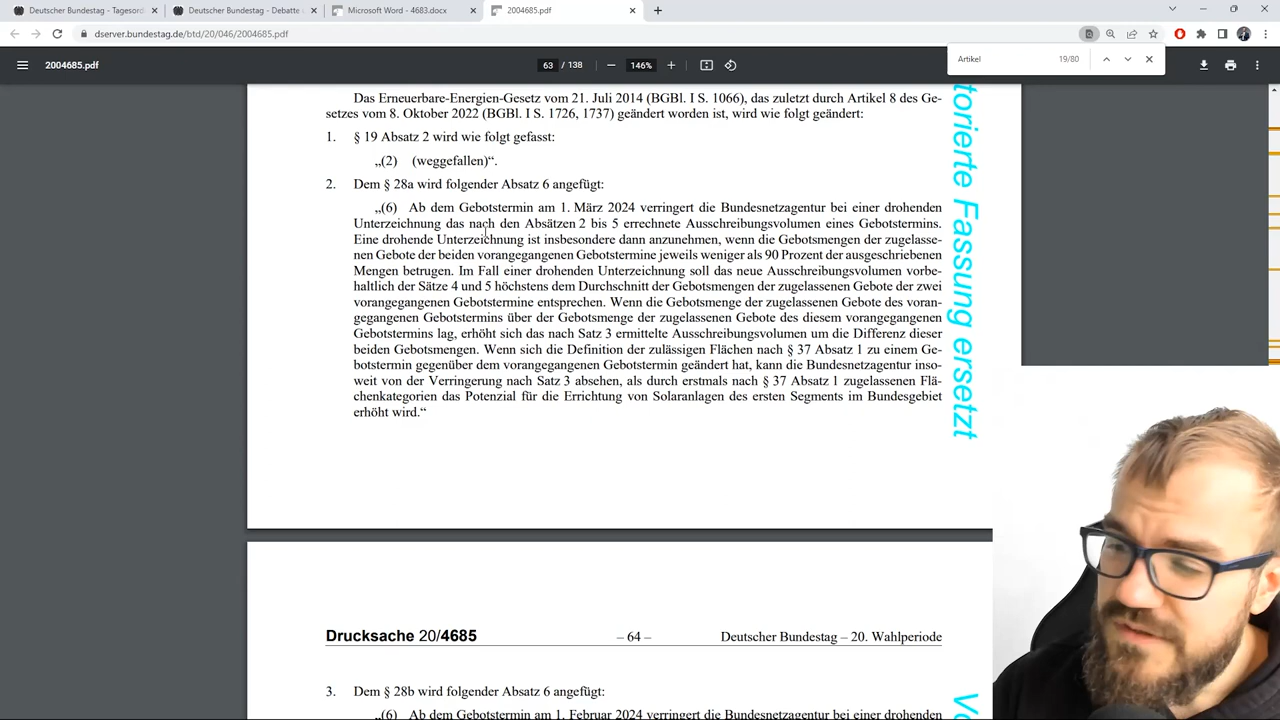 Deutscher Bundestag - Tagesord
Deutscher Bundestag - Debatte
Microsoft Word - 4683.docx
2004685.pdf
dserver.bundestag.de/btd/20/046/2004685.pdf
2004685.pdf
63 / 138
146%
Artikel
19/80
Das Erneuerbare-Energien-Gesetz vom 21. Juli 2014 (BGBl. I S. 1066), das zuletzt durch Artikel 8 des Ge-
setzes vom 8. Oktober 2022 (BGBl. I S. 1726, 1737) geändert worden ist, wird wie folgt geändert:
1. § 19 Absatz 2 wird wie folgt gefasst:
„(2) (weggefallen)“.
2. Dem § 28a wird folgender Absatz 6 angefügt:
„(6) Ab dem Gebotstermin am 1. März 2024 verringert die Bundesnetzagentur bei einer drohenden
Unterzeichnung das nach den Absätzen 2 bis 5 errechnete Ausschreibungsvolumen eines Gebotstermins.
Eine drohende Unterzeichnung ist insbesondere dann anzunehmen, wenn die Gebotsmengen der zugelasse-
nen Gebote der beiden vorangegangenen Gebotstermine jeweils weniger als 90 Prozent der ausgeschriebenen
Mengen betrugen. Im Fall einer drohenden Unterzeichnung soll das neue Ausschreibungsvolumen vorbe-
haltlich der Sätze 4 und 5 höchstens dem Durchschnitt der Gebotsmengen der zugelassenen Gebote der zwei
vorangegangenen Gebotstermine entsprechen. Wenn die Gebotsmenge der zugelassenen Gebote des voran-
gegangenen Gebotstermins über der Gebotsmenge der zugelassenen Gebote des diesem vorangegangenen
Gebotstermins lag, erhöht sich das nach Satz 3 ermittelte Ausschreibungsvolumen um die Differenz dieser
beiden Gebotsmengen. Wenn sich die Definition der zulässigen Flächen nach § 37 Absatz 1 zu einem Ge-
botstermin gegenüber dem vorangegangenen Gebotstermin geändert hat, kann die Bundesnetzagentur inso-
weit von der Verringerung nach Satz 3 absehen, als durch erstmals nach § 37 Absatz 1 zugelassenen Flä-
chenkategorien das Potenzial für die Errichtung von Solaranlagen des ersten Segments im Bundesgebiet
erhöht wird.“
torierte Fassung ersetzt
Drucksache 20/4685
– 64 –
Deutscher Bundestag – 20. Wahlperiode
3. Dem § 28b wird folgender Absatz 6 angefügt:
„(6) Ab dem Gebotstermin am 1. Februar 2024 verringert die Bundesnetzagentur bei einer drohenden